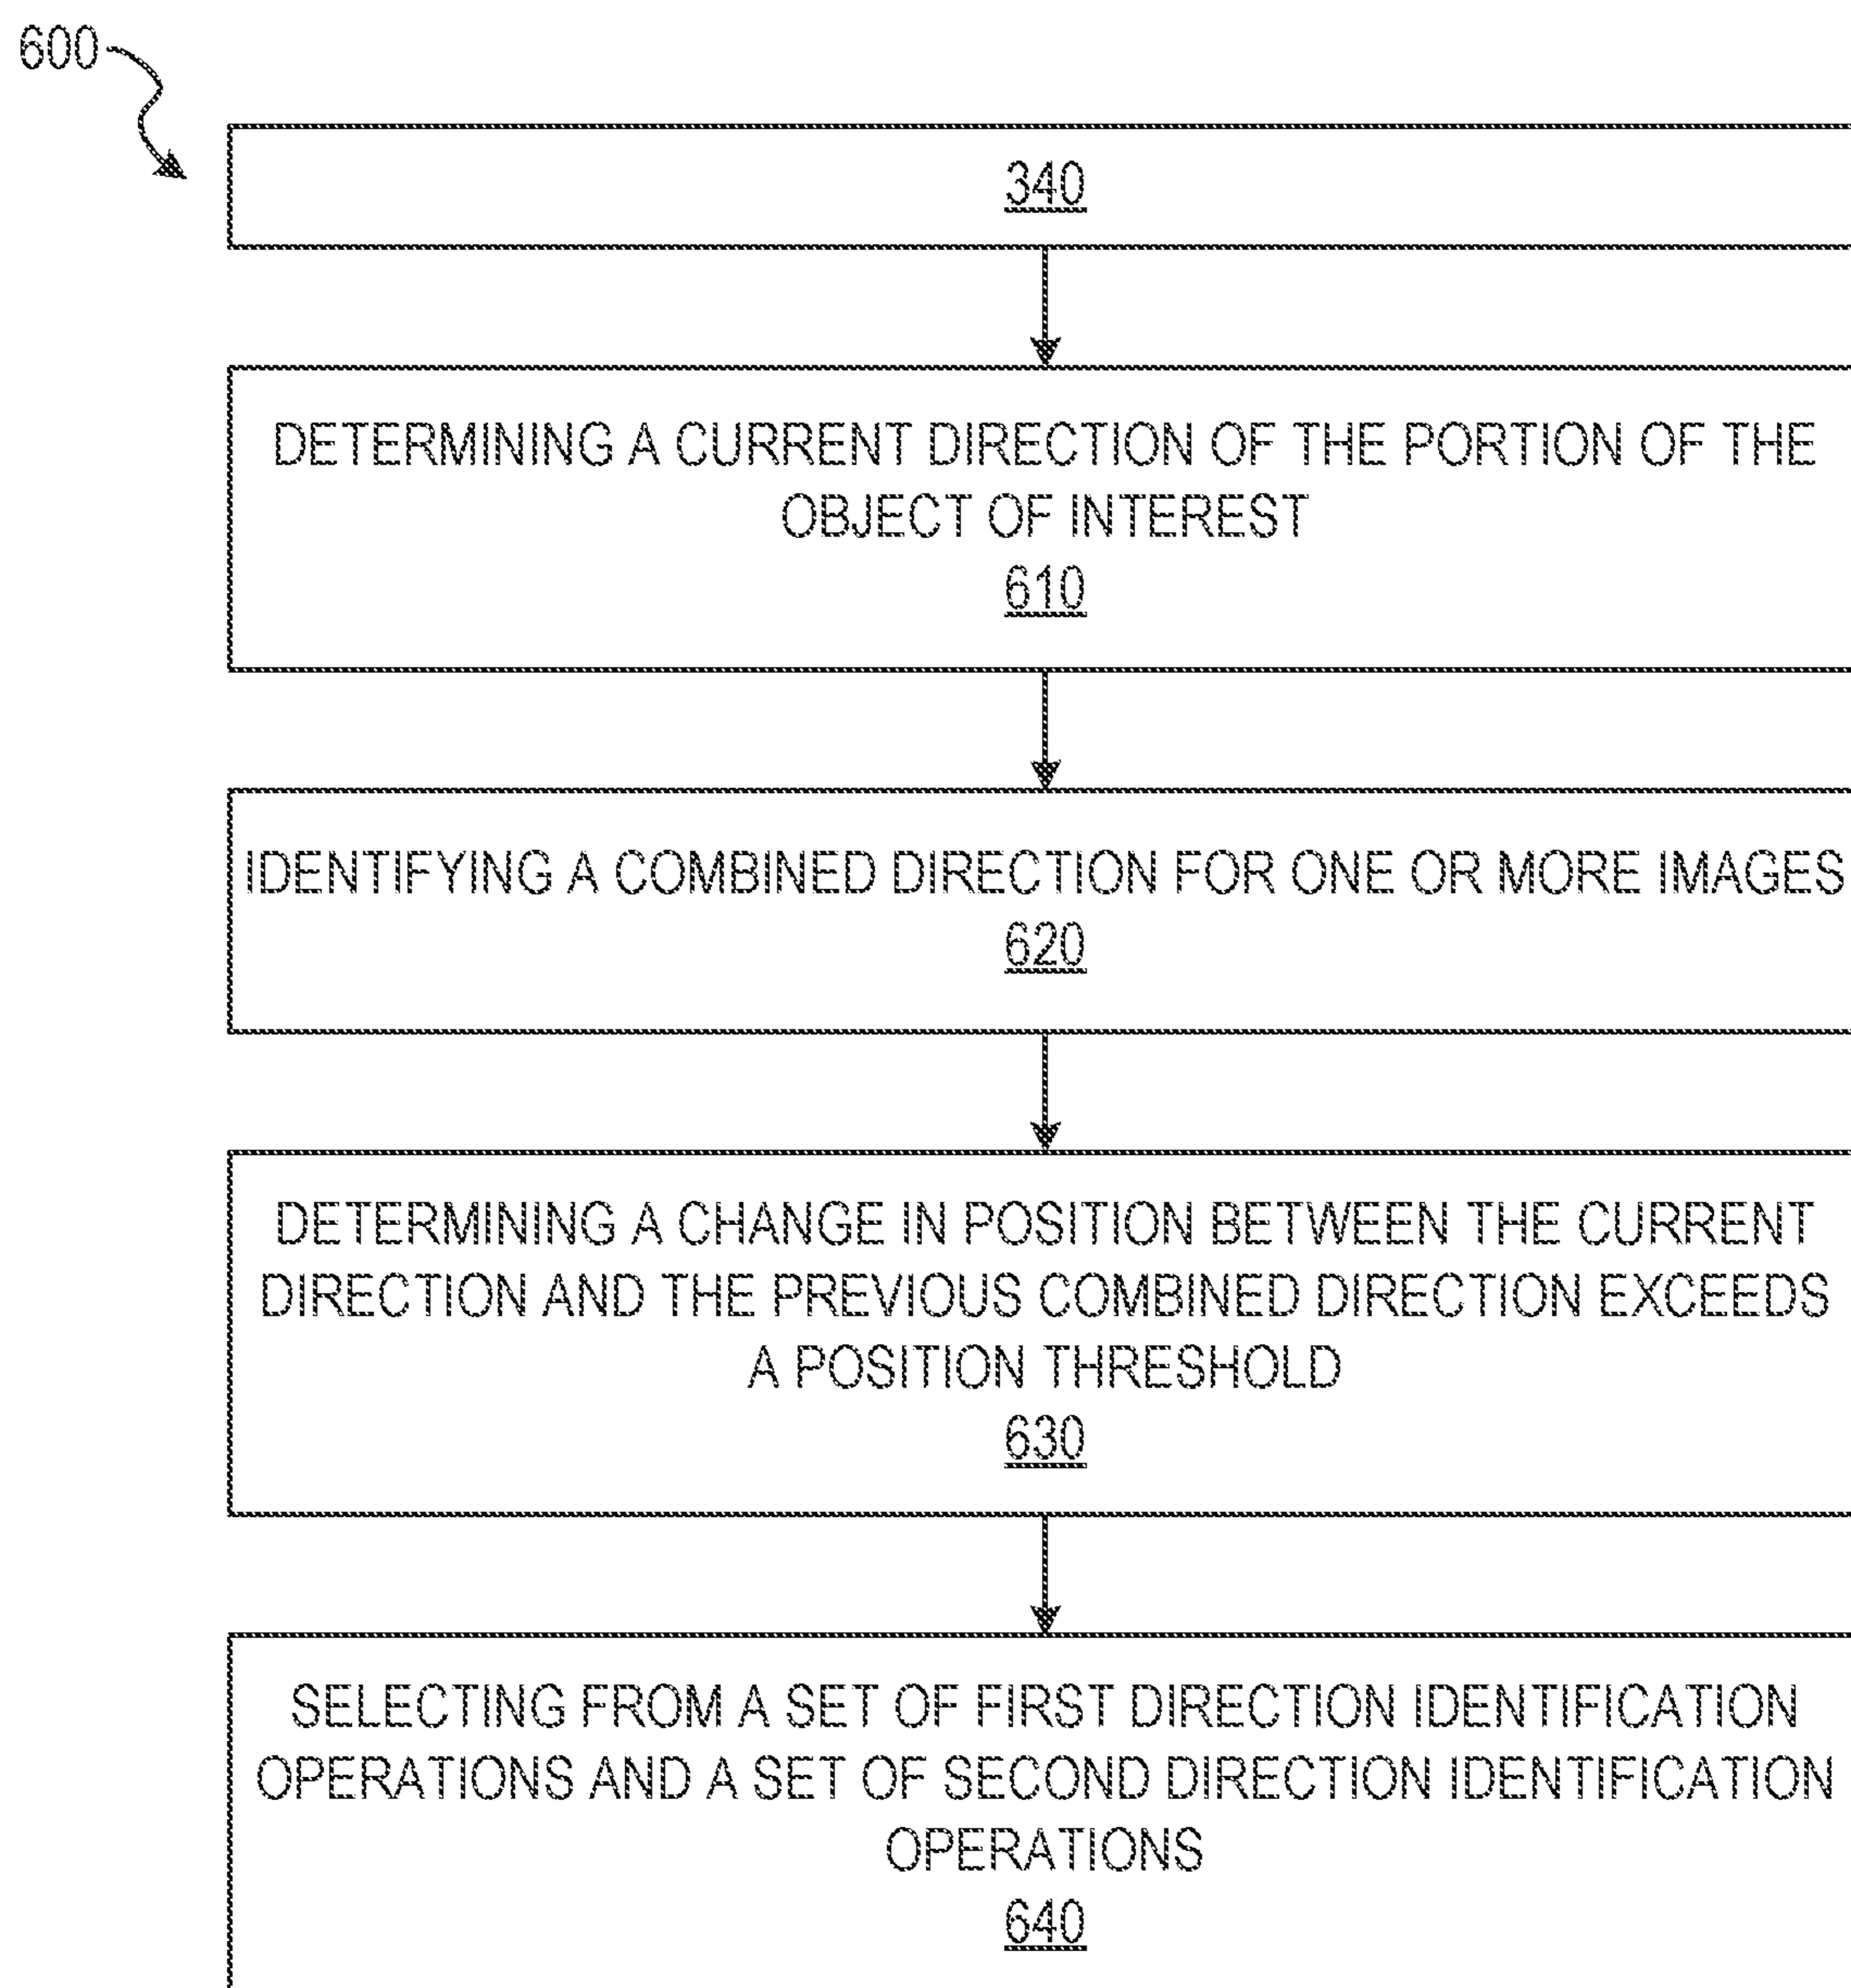 600
340
DETERMINING A CURRENT DIRECTION OF THE PORTION OF THE
OBJECT OF INTEREST
610
IDENTIFYING A COMBINED DIRECTION FOR ONE OR MORE IMAGES
620
DETERMINING A CHANGE IN POSITION BETWEEN THE CURRENT
DIRECTION AND THE PREVIOUS COMBINED DIRECTION EXCEEDS
A POSITION THRESHOLD
630
SELECTING FROM A SET OF FIRST DIRECTION IDENTIFICATION
OPERATIONS AND A SET OF SECOND DIRECTION IDENTIFICATION
OPERATIONS
640